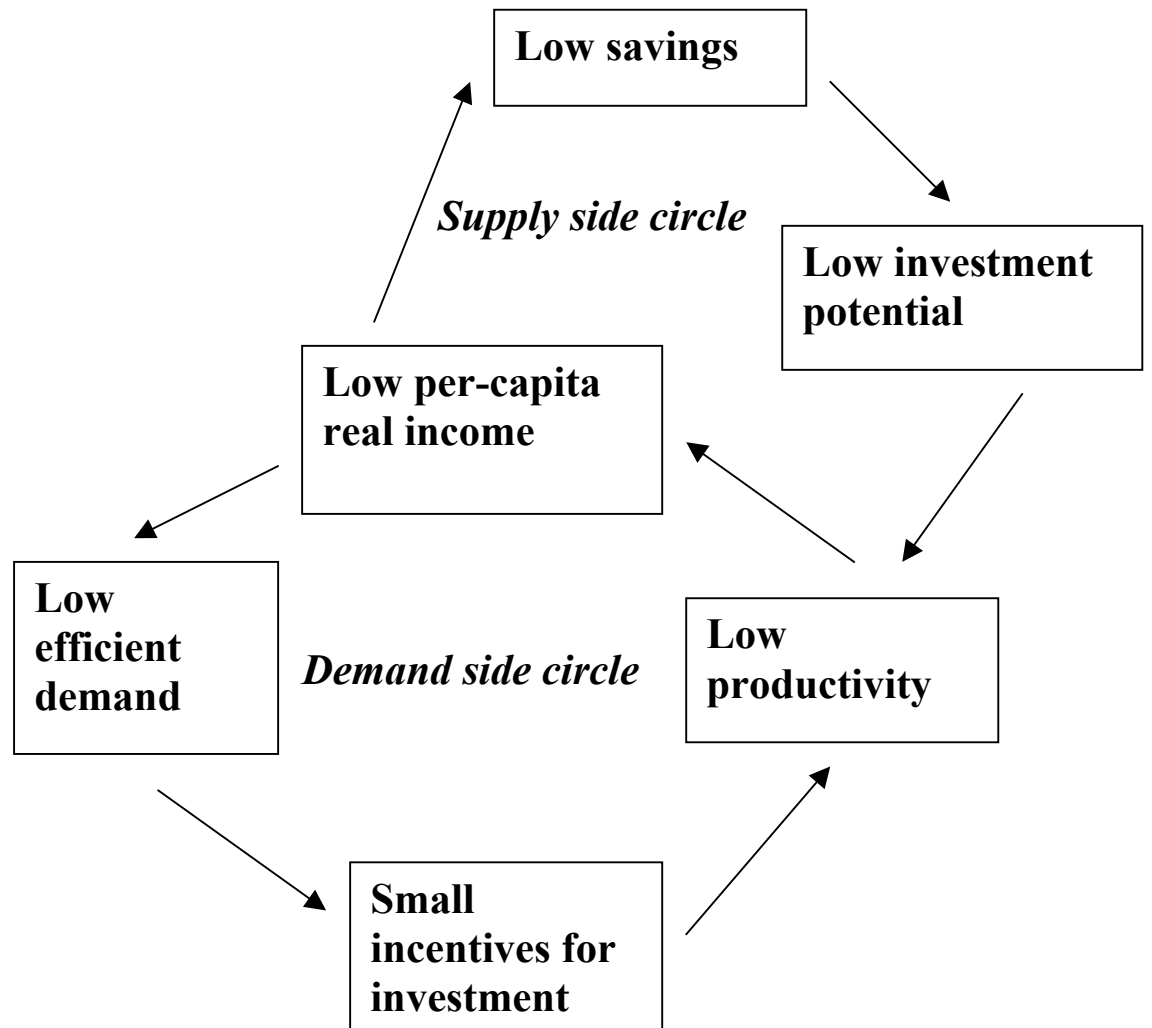 Low savings
Supply side circle
Low investment
potential
Low per-capita
real income
Low
efficient
demand
Demand side circle
Low
productivity
Small
incentives for
investment